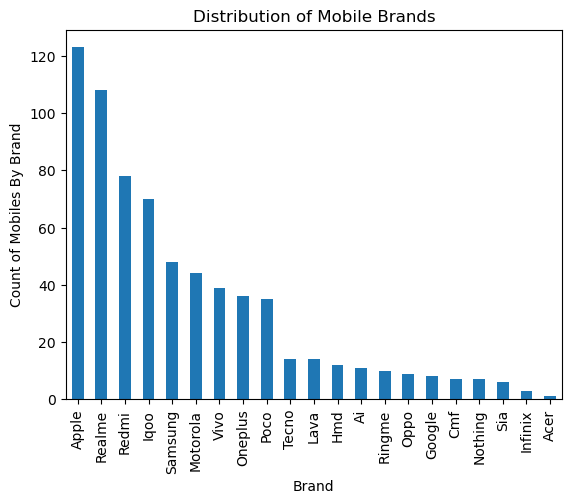 Distribution of Mobile Brands
Count of Mobiles By Brand
120
100
80
60
40
20
0
Apple
Realme
Redmi
Iqoo
Samsung
Motorola
Vivo
Oneplus
Poco
Tecno
Lava
Hmd
Ai
Ringme
Oppo
Google
Cmf
Nothing
Sia
Infinix
Acer
Brand